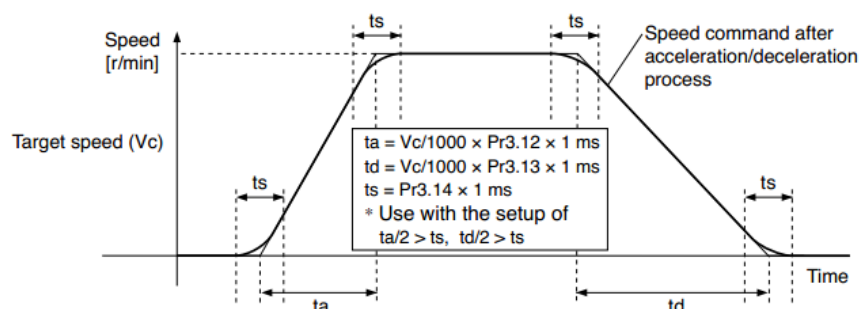 ts
ts
Speed
[r/min]
Speed command after
acceleration/deceleration
process
Target speed (Vc)
ta = Vc/1000 × Pr3.12 × 1 ms
td = Vc/1000 × Pr3.13 × 1 ms
ts = Pr3.14 × 1 ms
* Use with the setup of
ta/2 > ts, td/2 > ts
ts
ts
Time
ta
td